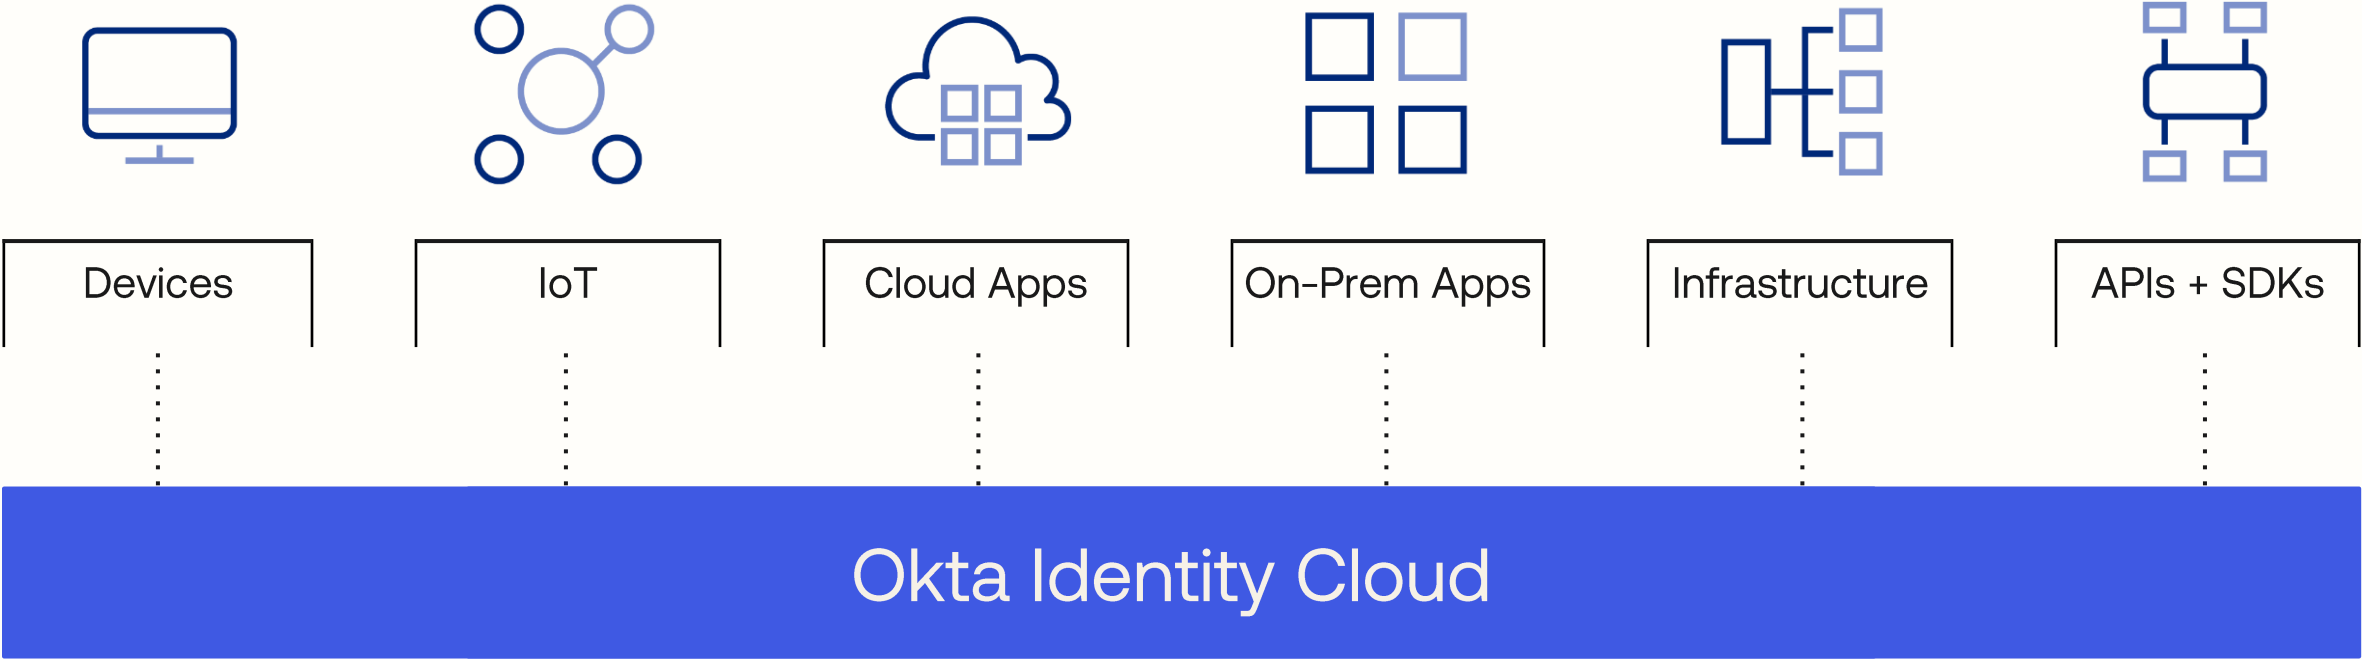 Devices
IoT
Cloud Apps
On-Prem Apps
Infrastructure
APIs + SDKs
Okta Identity Cloud